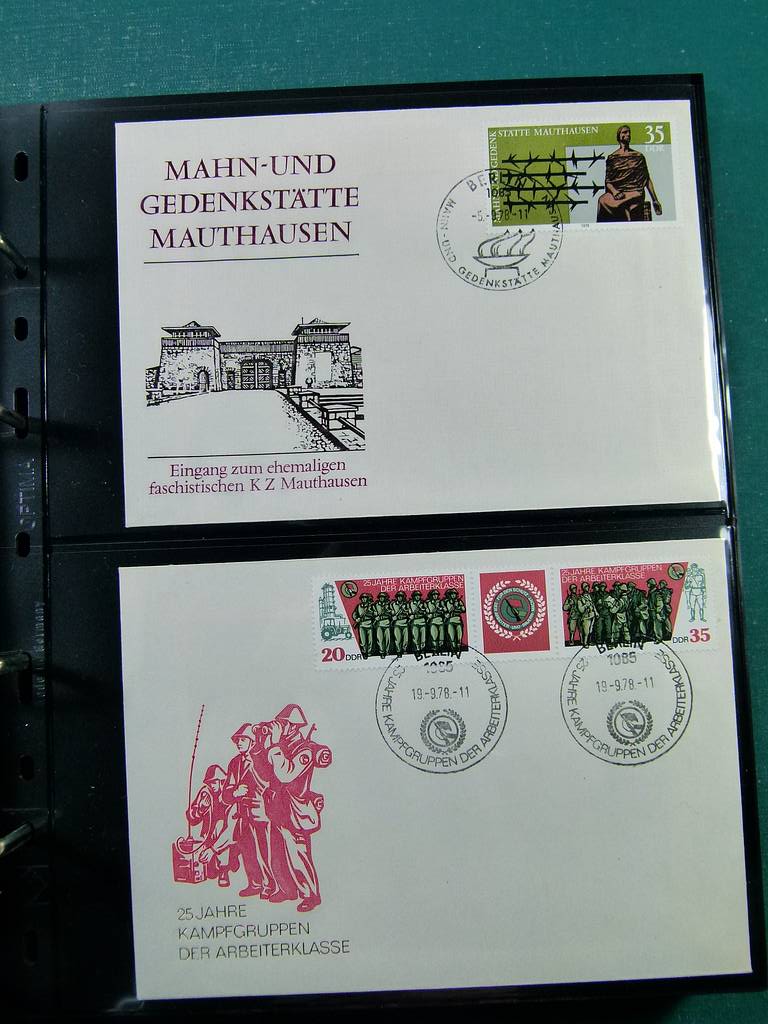 MAHN-UND
GEDENKSTÄTTE
MAUTHAUSEN
STÄTTE MAUTHAUSEN
35
DDR
BERLIN
1085
-5.-9.78-11
MAHN-UND GEDENKSTÄTTE MAUTHAUSEN
Eingang zum ehemaligen
faschistischen K Z Mauthausen
OPTIMA
25 JAHRE KAMPFGRUPPEN
DER ARBEITERKLASSE
20 DDR
25 JAHRE KAMPFGRUPPEN
DER ARBEITERKLASSE
DDR 35
BERLIN
1085
19.-9.78.-11
25 JAHRE KAMPFGRUPPEN DER ARBEITERKLASSE
BERLIN
1085
19.-9.78.-11
25 JAHRE KAMPFGRUPPEN DER ARBEITERKLASSE
25 JAHRE
KAMPFGRUPPEN
DER ARBEITERKLASSE